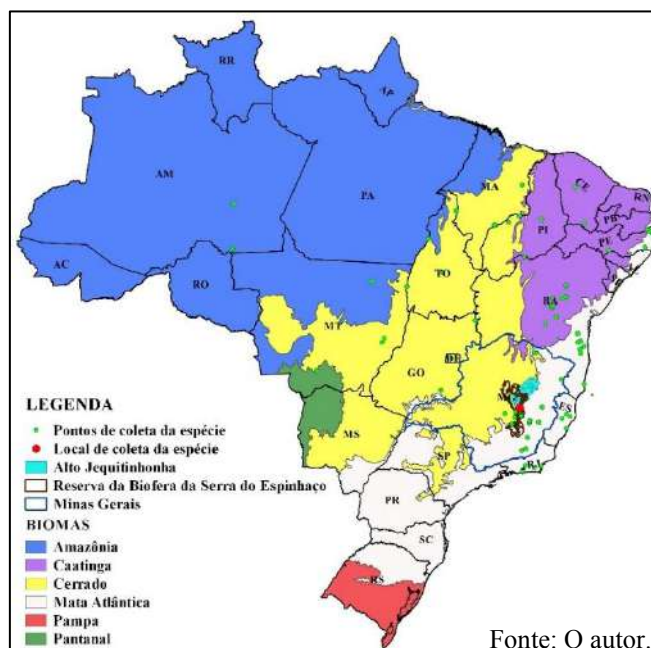 RR
AM
PA
MA
CE
RN
PI
PB
PE
AC
RO
TO
BA
MT
GO
DF
ES
MS
SP
RJ
PR
SC
RS
LEGENDA
Pontos de coleta da espécie
Local de coleta da espécie
Alto Jequitinhonha
Reserva da Biofera da Serra do Espinhaço
Minas Gerais
BIOMAS
Amazônia
Caatinga
Cerrado
Mata Atlântica
Pampa
Pantanal
Fonte: O autor.